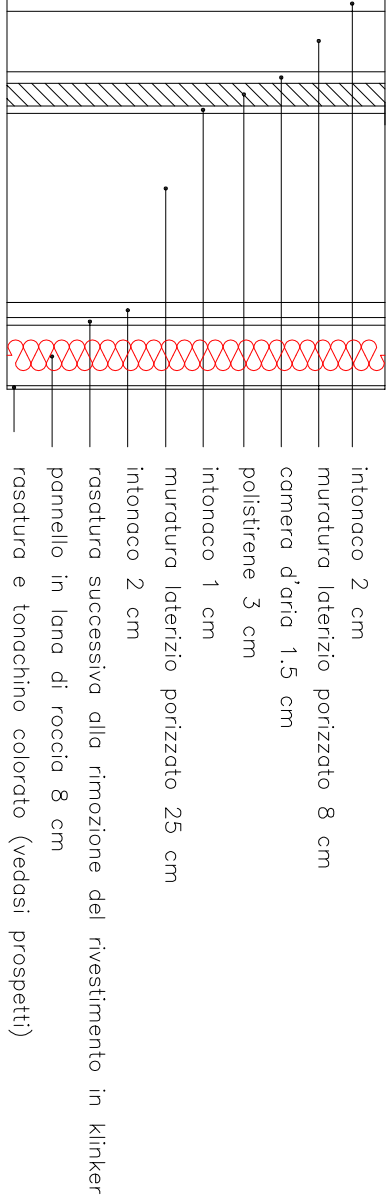 intonaco 2 cm
muratura laterizio porizzato 8 cm
camera d'aria 1.5 cm
polistirene 3 cm
intonaco 1 cm
muratura laterizio porizzato 25 cm
intonaco 2 cm
rasatura successiva alla rimozione del rivestimento in klinker
pannello in lana di roccia 8 cm
rasatura e tonachino colorato (vedasi prospetti)